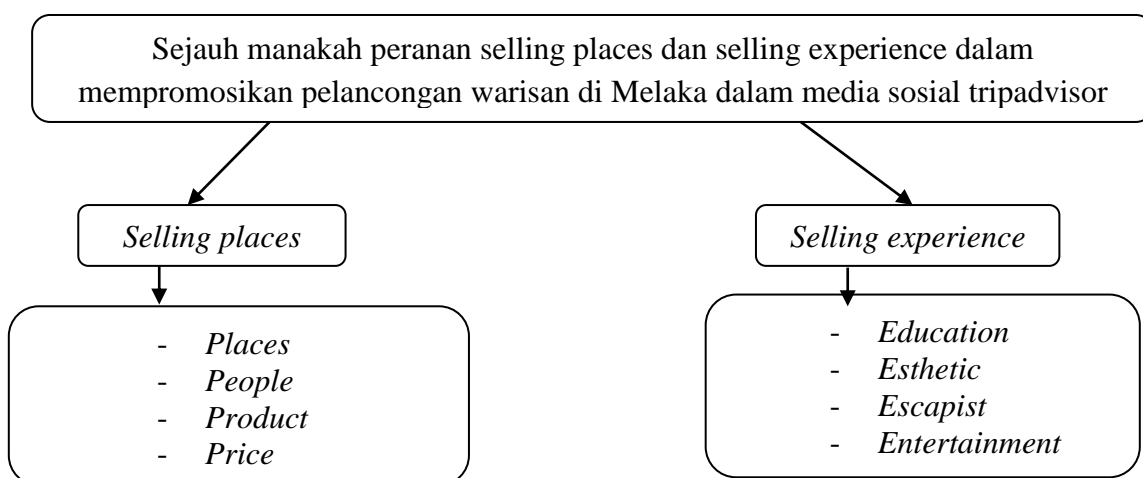 Sejauh manakah peranan selling places dan selling experience dalam
mempromosikan pelancongan warisan di Melaka dalam media sosial tripadvisor
Selling places
Selling experience
- Places
- People
- Product
- Price
- Education
- Esthetic
- Escapist
- Entertainment